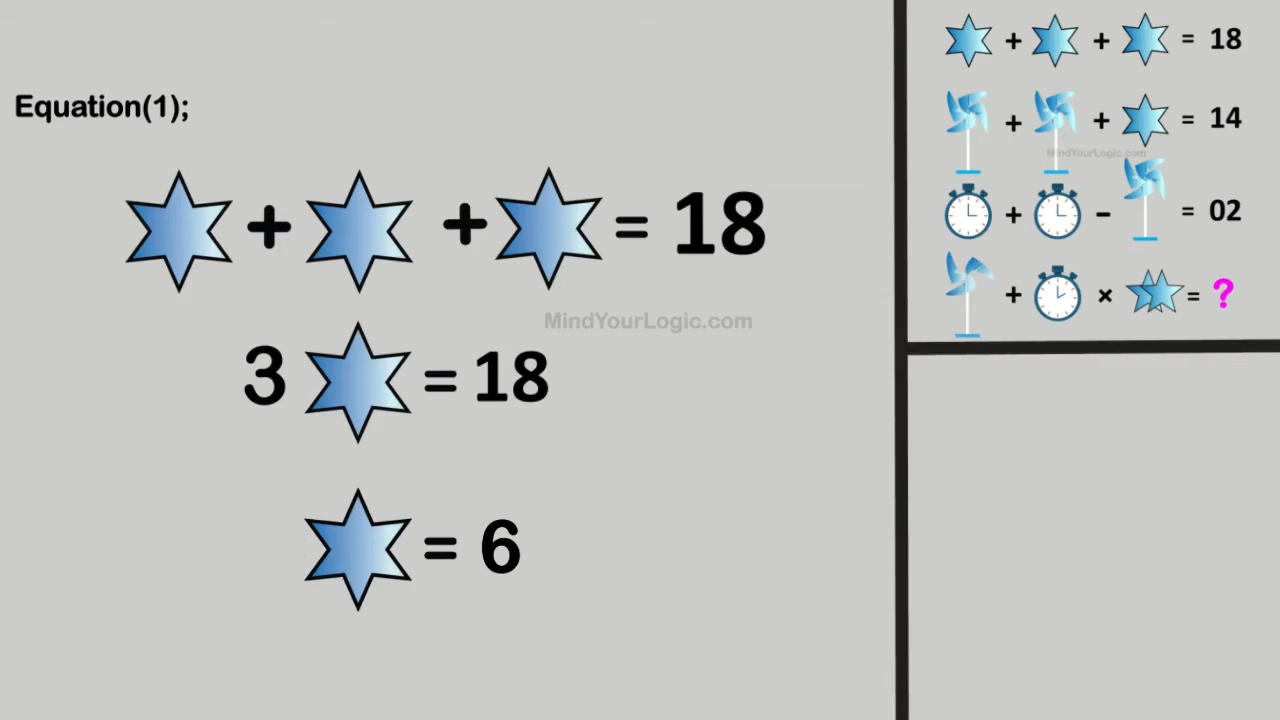 Equation(1);
+ + = 18
MindYourLogic.com
3 = 18
= 6
+ + = 18
+ + = 14
MindYourLogic.com
+ - = 02
+ × = ?